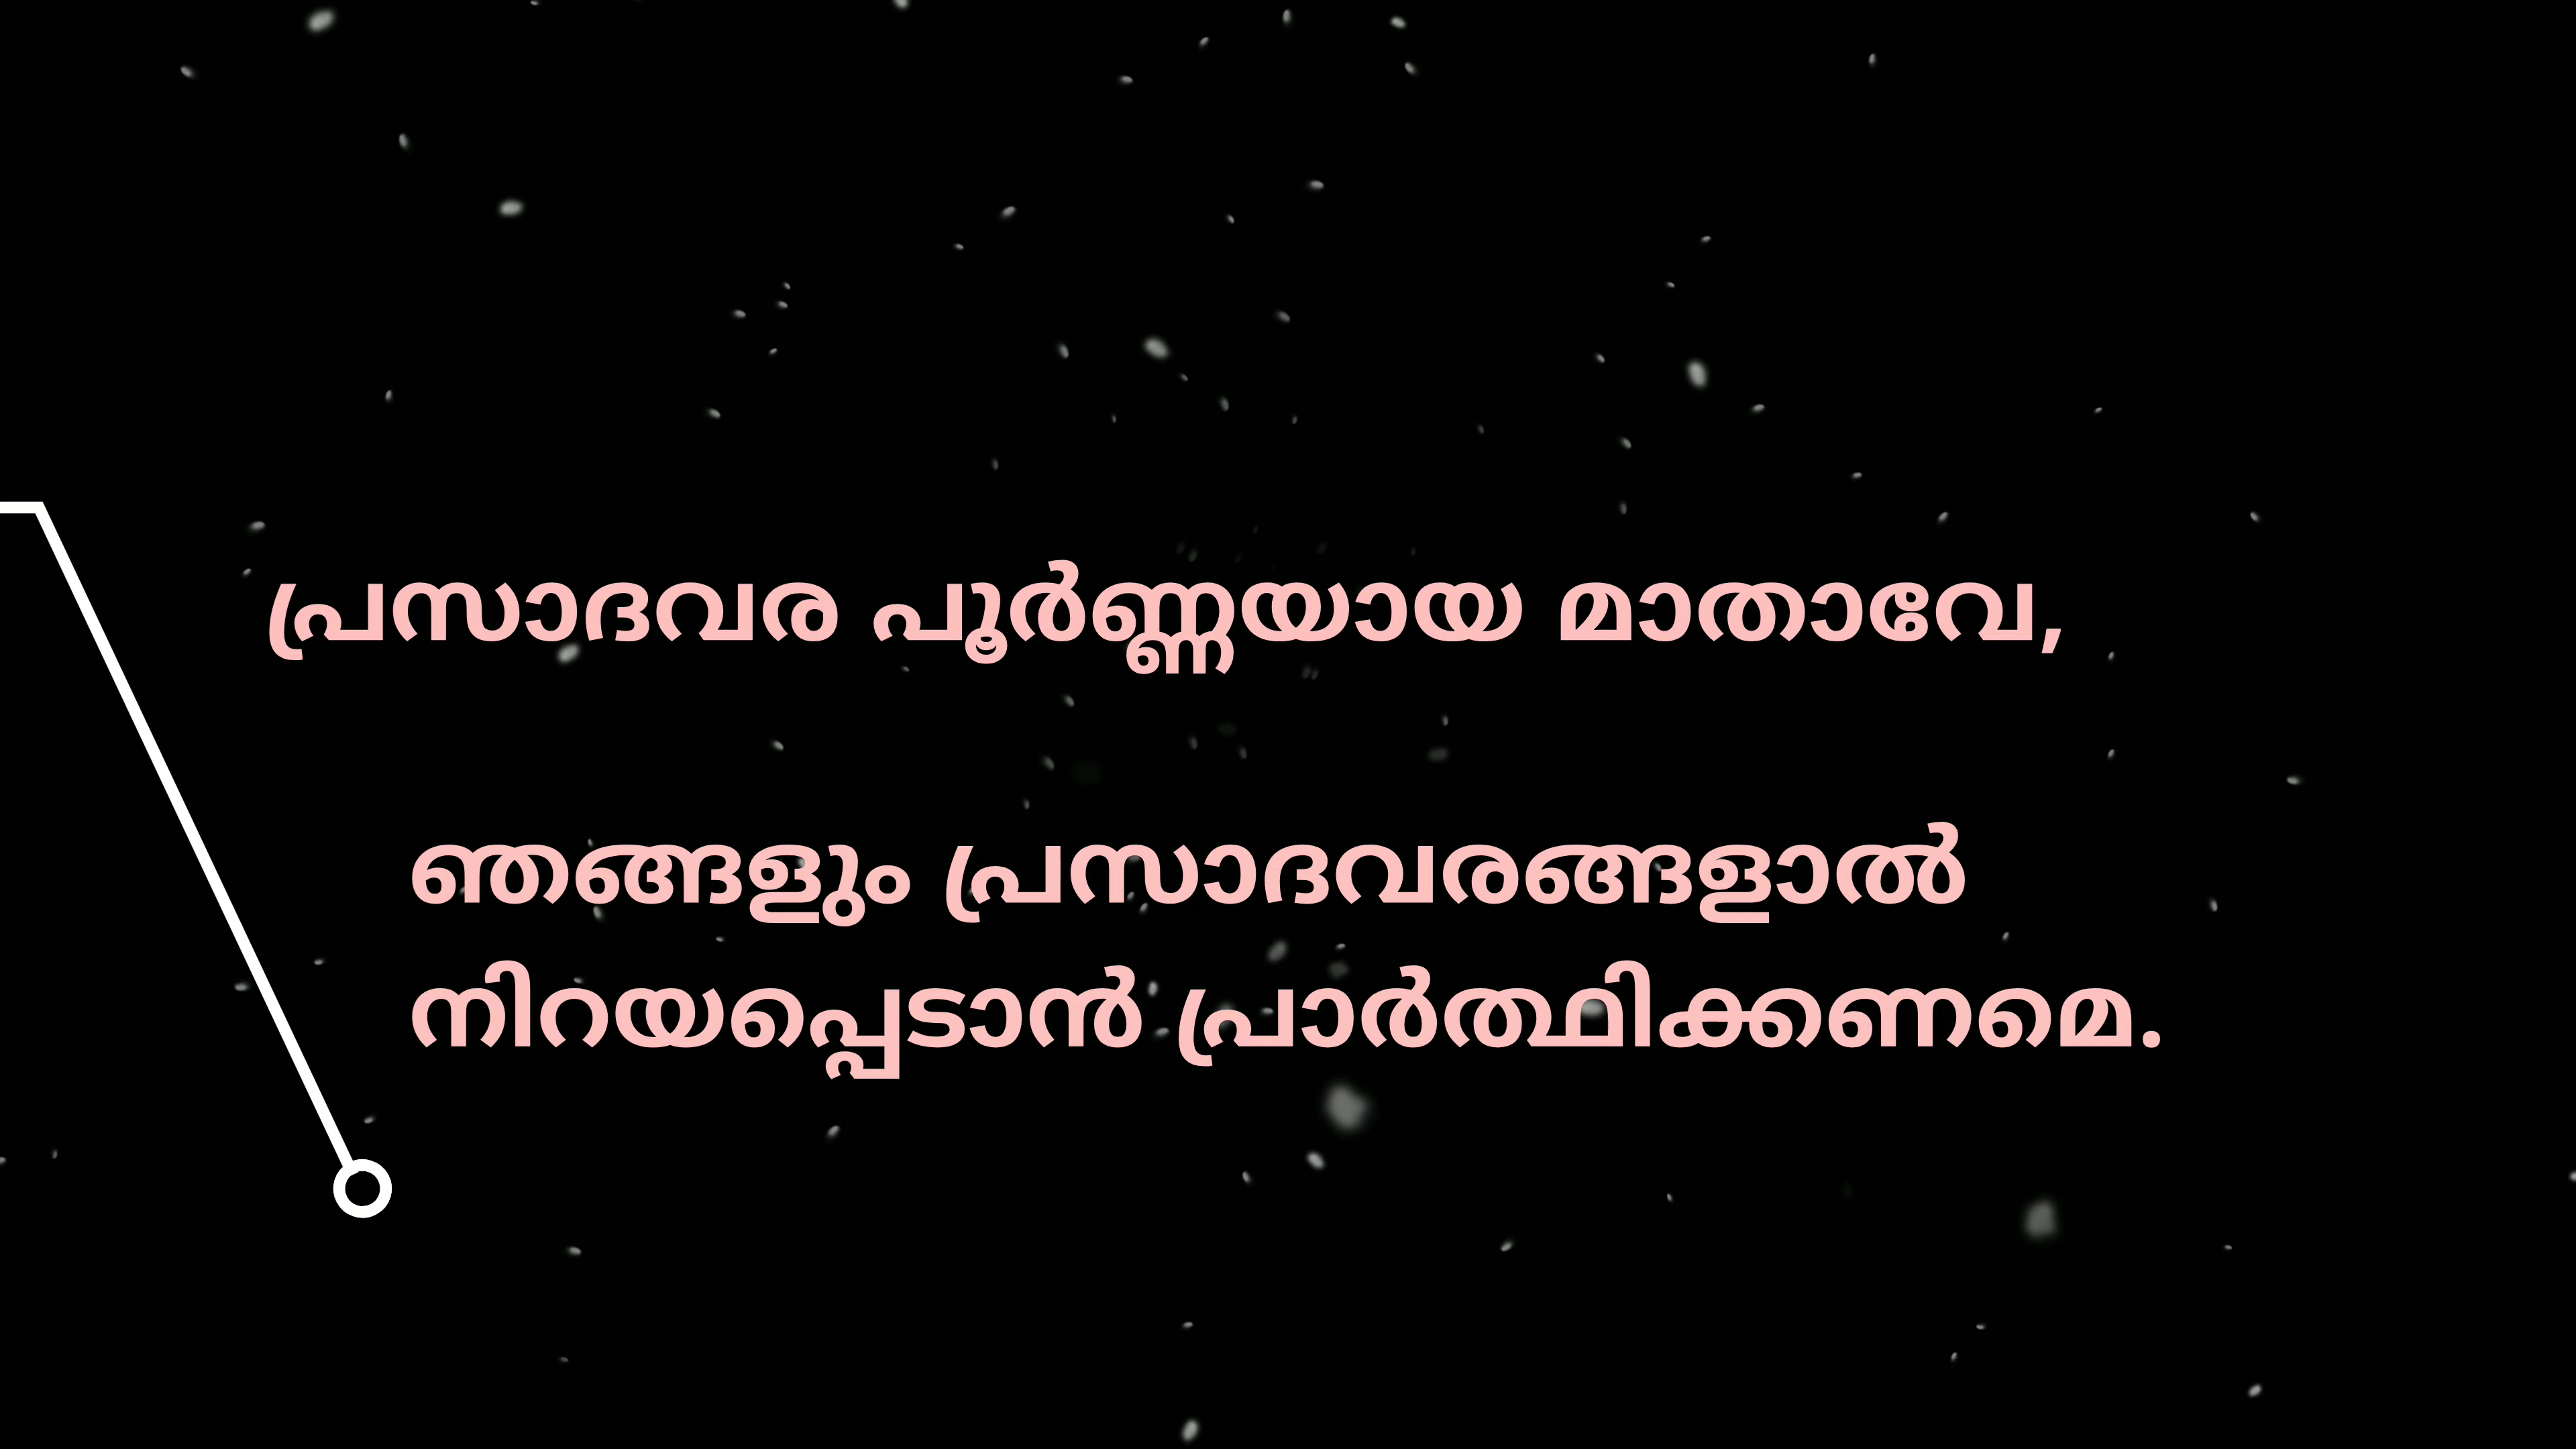 പ്രസാദവര പൂർണ്ണയായ മാതാവേ,
ഞങ്ങളും പ്രസാദവരങ്ങളാൽ
നിറയപ്പെടാൻ പ്രാർത്ഥിക്കണമെ.